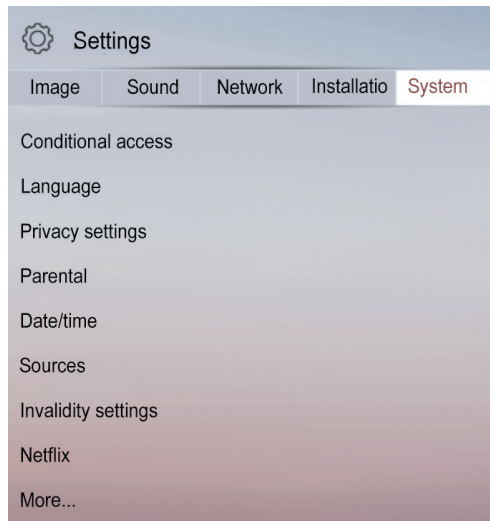 Settings
Image Sound Network Installatio System
Conditional access
Language
Privacy settings
Parental
Date/time
Sources
Invalidity settings
Netflix
More...